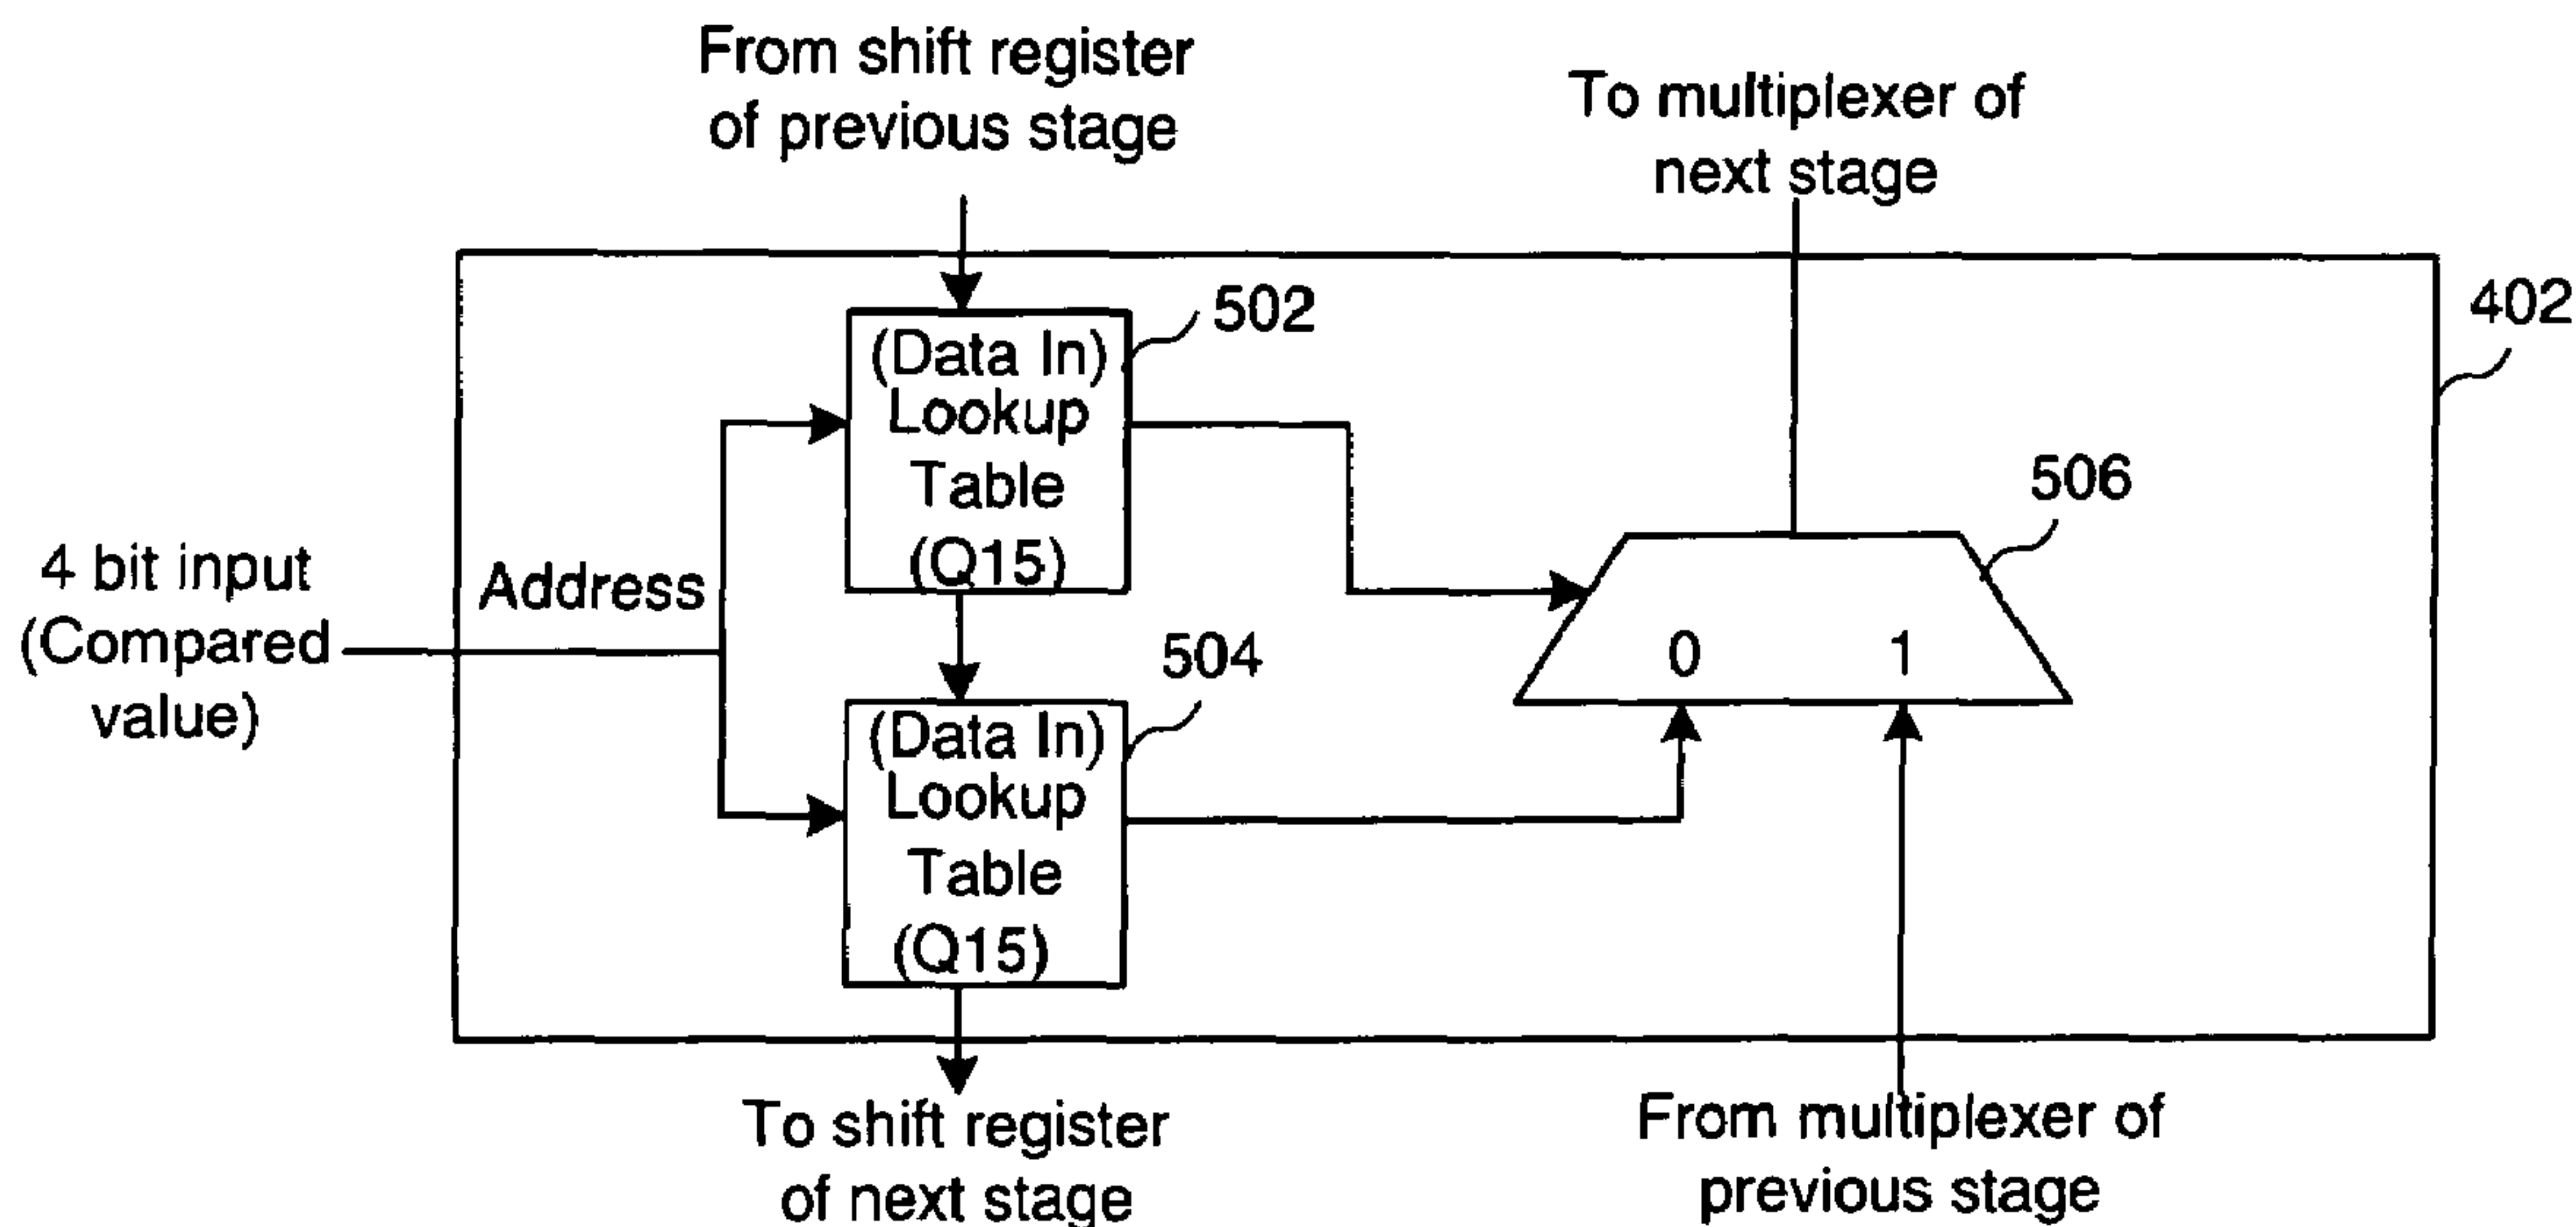 From shift register
of previous stage
To multiplexer of
next stage
402
502
(Data In)
Lookup
Table
(Q15)
506
4 bit input
(Compared
value)
Address
0 1
504
(Data In)
Lookup
Table
(Q15)
To shift register
of next stage
From multiplexer of
previous stage